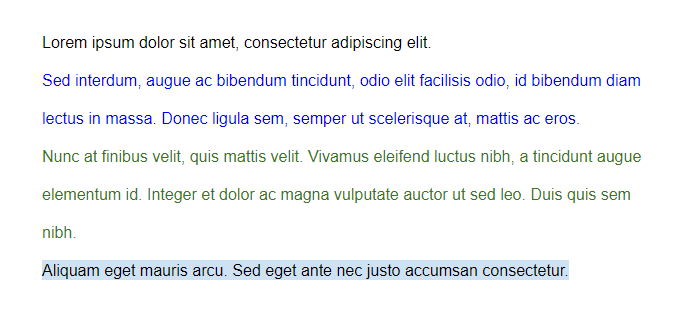 Lorem ipsum dolor sit amet, consectetur adipiscing elit.
Sed interdum, augue ac bibendum tincidunt, odio elit facilisis odio, id bibendum diam
lectus in massa. Donec ligula sem, semper ut scelerisque at, mattis ac eros.
Nunc at finibus velit, quis mattis velit. Vivamus eleifend luctus nibh, a tincidunt augue
elementum id. Integer et dolor ac magna vulputate auctor ut sed leo. Duis quis sem
nibh.
Aliquam eget mauris arcu. Sed eget ante nec justo accumsan consectetur.